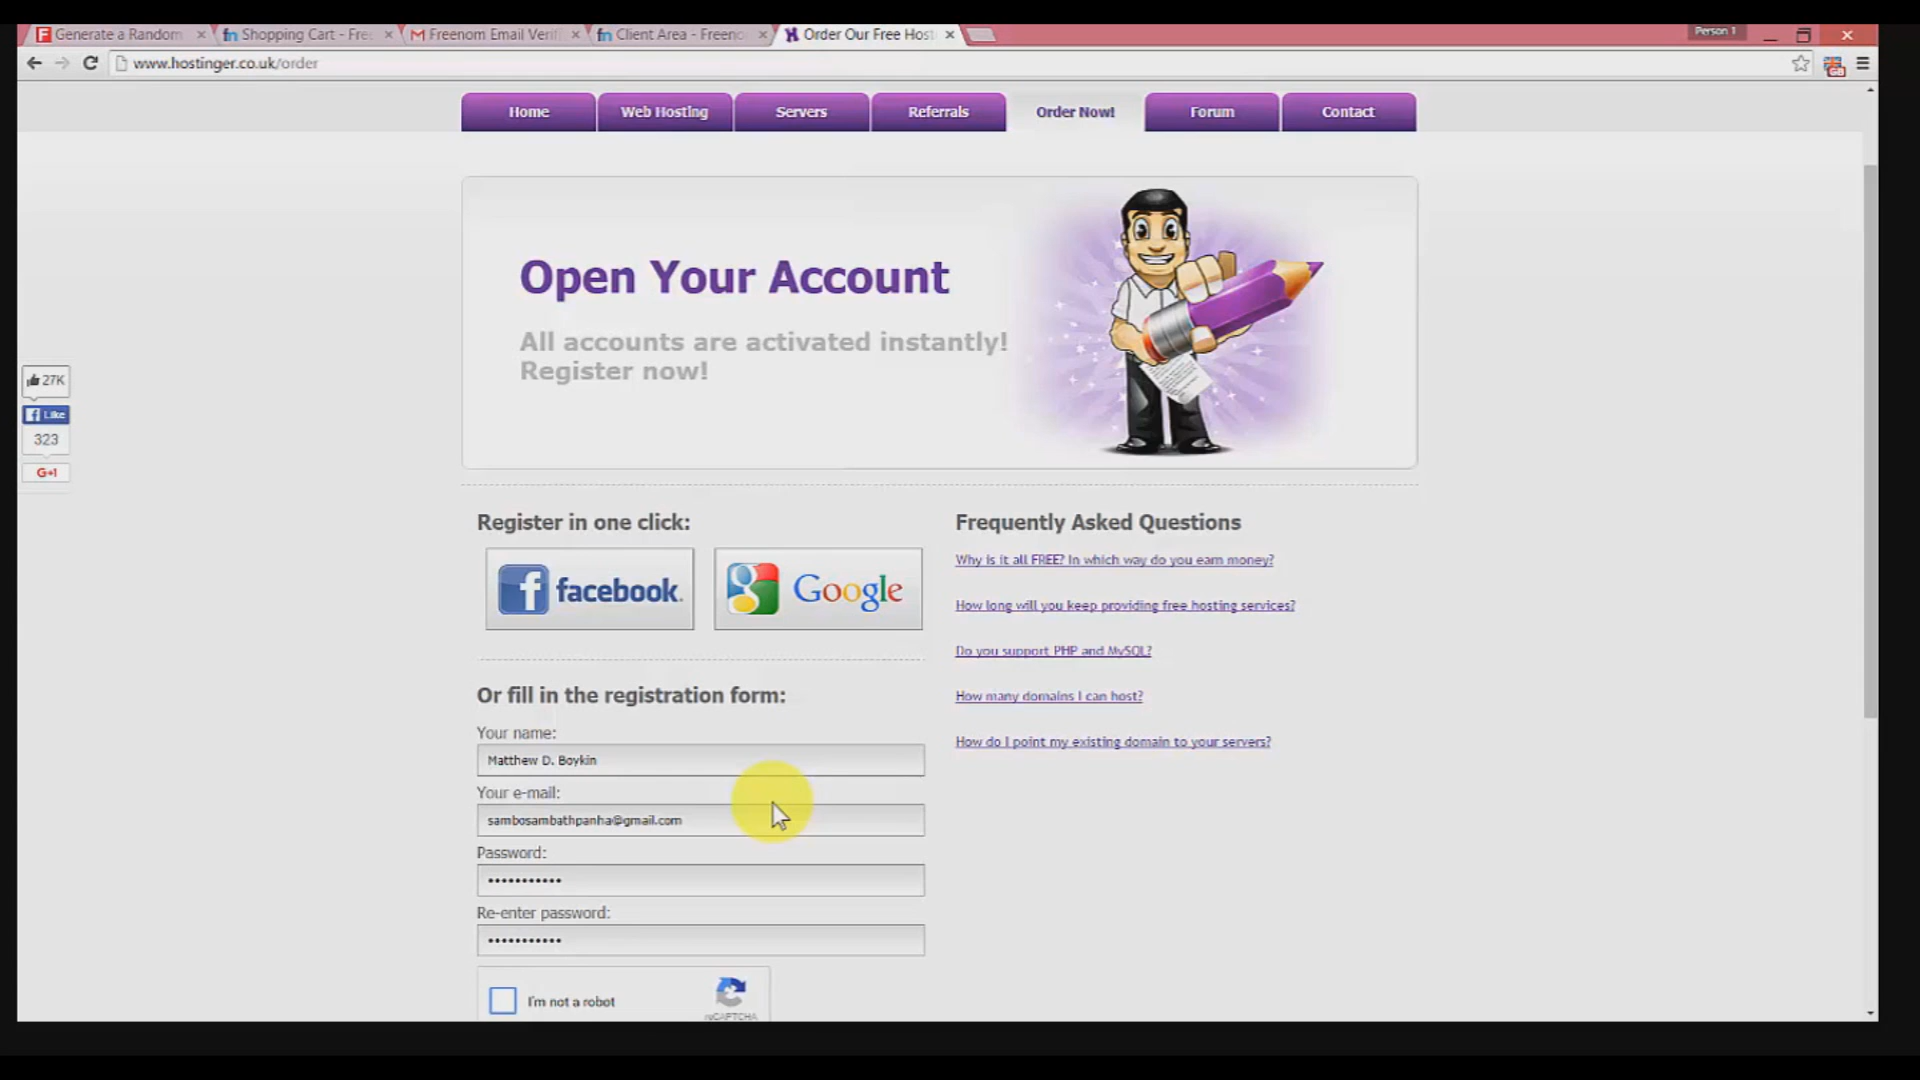 Generate a Random
Shopping Cart - Fre
Freenom Email Verif
Client Area - Freeno
Order Our Free Host
Person 1
www.hostinger.co.uk/order
GB
Home
Web Hosting
Servers
Referrals
Order Now!
Forum
Contact
Open Your Account
All accounts are activated instantly!
Register now!
27K
Like
323
G+1
Register in one click:
facebook.
Google
Frequently Asked Questions
Why is it all FREE? In which way do you earn money?
How long will you keep providing free hosting services?
Do you support PHP and MySQL?
How many domains I can host?
How do I point my existing domain to your servers?
Or fill in the registration form:
Your name:
Matthew D. Boykin
Your e-mail:
sambosambathpanha@gmail.com
Password:
•••••••••••
Re-enter password:
•••••••••••
I'm not a robot
reCAPTCHA